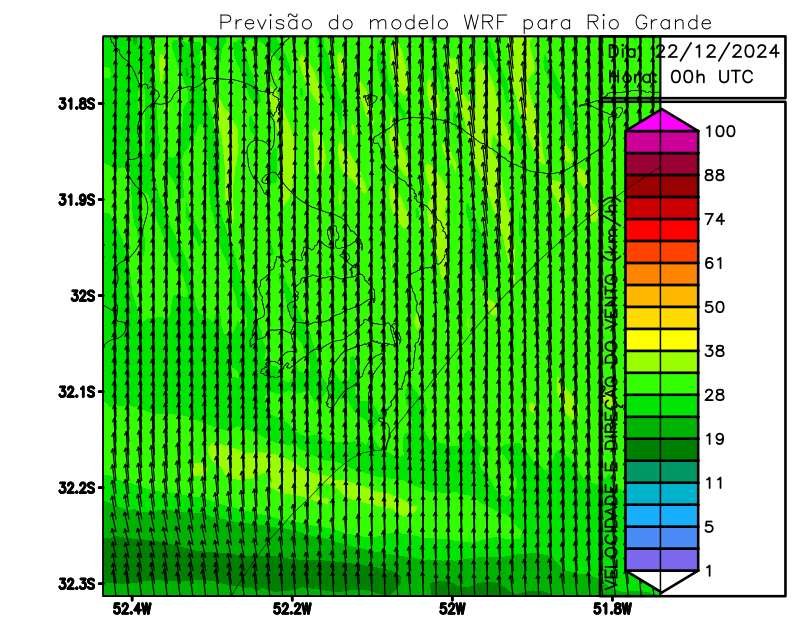 Previsão do modelo WRF para Rio Grande
Dia: 22/12/2024
Hora: 00h UTC
31.8S
31.9S
32S
32.1S
32.2S
32.3S
52.4W
52.2W
52W
51.8W
VELOCIDADE E DIREÇÃO DO VENTO (km/h)
100
88
74
61
50
38
28
19
11
5
1